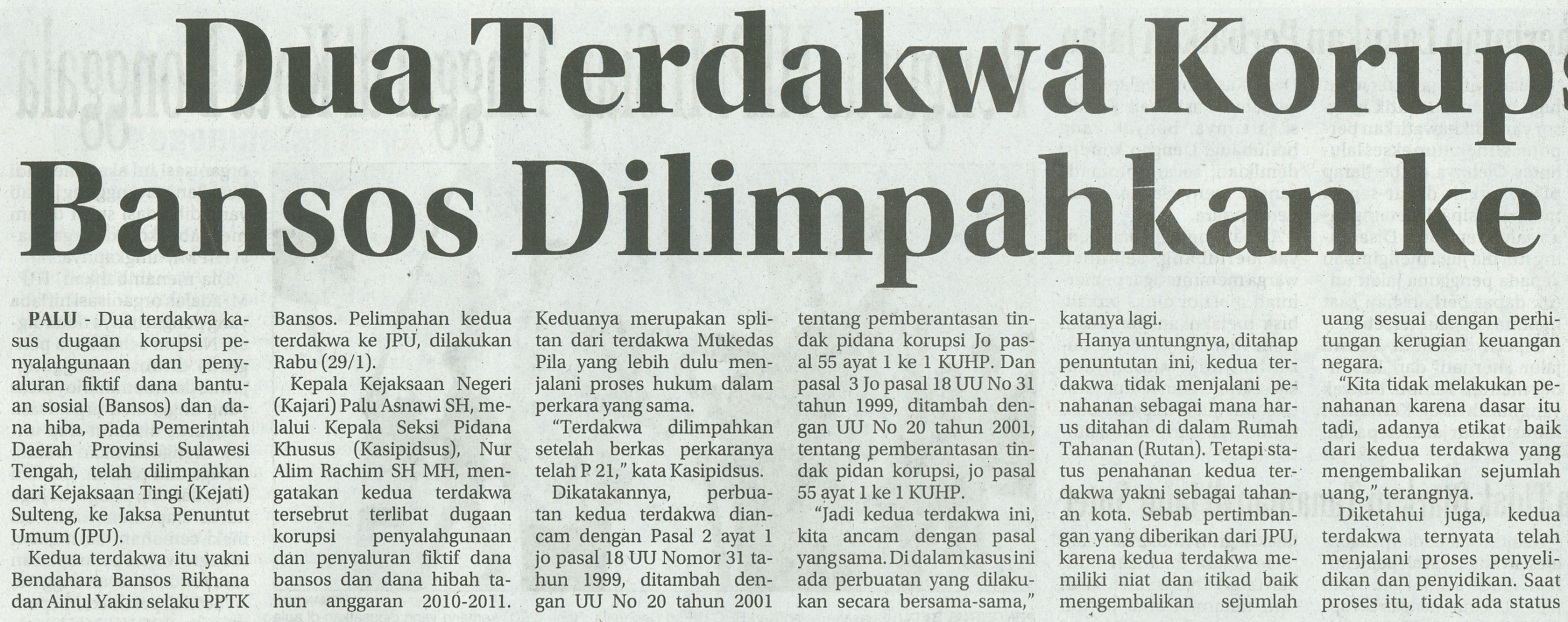 Dua Terdakwa Korups
Bansos Dilimpahkan ke
PALU - Dua terdakwa ka-
sus dugaan korupsi pe-
nyalahgunaan dan peny-
aluran fiktif dana bantu-
an sosial (Bansos) dan da-
na hiba, pada Pemerintah
Daerah Provinsi Sulawesi
Tengah, telah dilimpahkan
dari Kejaksaan Tingi (Kejati)
Sulteng, ke Jaksa Penuntut
Umum (JPU).
Kedua terdakwa itu yakni
Bendahara Bansos Rikhana
dan Ainul Yakin selaku PPTK
Bansos. Pelimpahan kedua
terdakwa ke JPU, dilakukan
Rabu (29/1).
Kepala Kejaksaan Negeri
(Kajari) Palu Asnawi SH, me-
lalui Kepala Seksi Pidana
Khusus (Kasipidsus), Nur
Alim Rachim SH MH, men-
gatakan kedua terdakwa
tersebut terlibat dugaan
korupsi penyalahgunaan
dan penyaluran fiktif dana
bansos dan dana hibah ta-
hun anggaran 2010-2011.
Keduanya merupakan spli-
tan dari terdakwa Mukedas
Pila yang lebih dulu men-
jalani proses hukum dalam
perkara yang sama.
"Terdakwa dilimpahkan
setelah berkas perkaranya
telah P 21," kata Kasipidsus.
Dikatakannya, perbua-
tan kedua terdakwa dian-
cam dengan Pasal 2 ayat 1
jo pasal 18 UU Nomor 31 ta-
hun 1999, ditambah den-
gan UU No 20 tahun 2001
tentang pemberantasan tin-
dak pidana korupsi Jo pas-
al 55 ayat 1 ke 1 KUHP. Dan
pasal 3 Jo pasal 18 UU No 31
tahun 1999, ditambah den-
gan UU No 20 tahun 2001,
tentang pemberantasan tin-
dak pidan korupsi, jo pasal
55 ayat 1 ke 1 KUHP.
"Jadi kedua terdakwa ini,
kita ancam dengan pasal
yang sama. Di dalam kasus ini
ada perbuatan yang dilaku-
kan secara bersama-sama,"
katanya lagi.
Hanya untungnya, ditahap
penuntutan ini, kedua ter-
dakwa tidak menjalani pe-
nahanan sebagai mana har-
us ditahan di dalam Rumah
Tahanan (Rutan). Tetapi sta-
tus penahanan kedua ter-
dakwa yakni sebagai tahan-
an kota. Sebab pertimban-
gan yang diberikan dari JPU,
karena kedua terdakwa me-
miliki niat dan itikad baik
mengembalikan sejumlah
uang sesuai dengan perhi-
tungan kerugian keuangan
negara.
"Kita tidak melakukan pe-
nahanan karena dasar itu
tadi, adanya etikat baik
dari kedua terdakwa yang
mengembalikan sejumlah
uang," terangnya.
Diketahui juga, kedua
terdakwa ternyata telah
menjalani proses penyeli-
dikan dan penyidikan. Saat
proses itu, tidak ada status